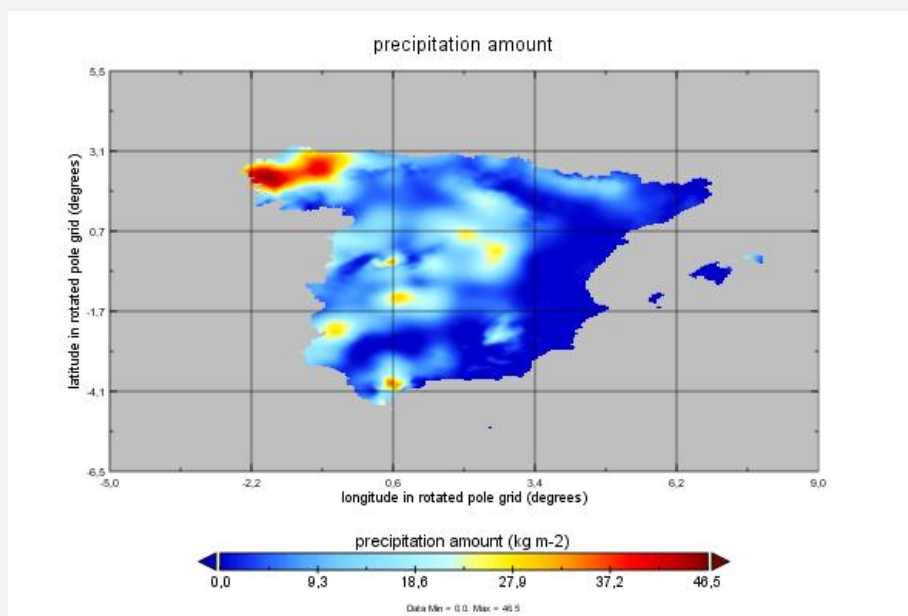 precipitation amount
5,5
3,1
0,7
-1,7
-4,1
-6,5
latitude in rotated pole grid (degrees)
-5,0 -2,2 0,6 3,4 6,2 9,0
longitude in rotated pole grid (degrees)
precipitation amount (kg m-2)
0,0 9,3 18,6 27,9 37,2 46,5
Data Min = 0.0, Max = 46.5